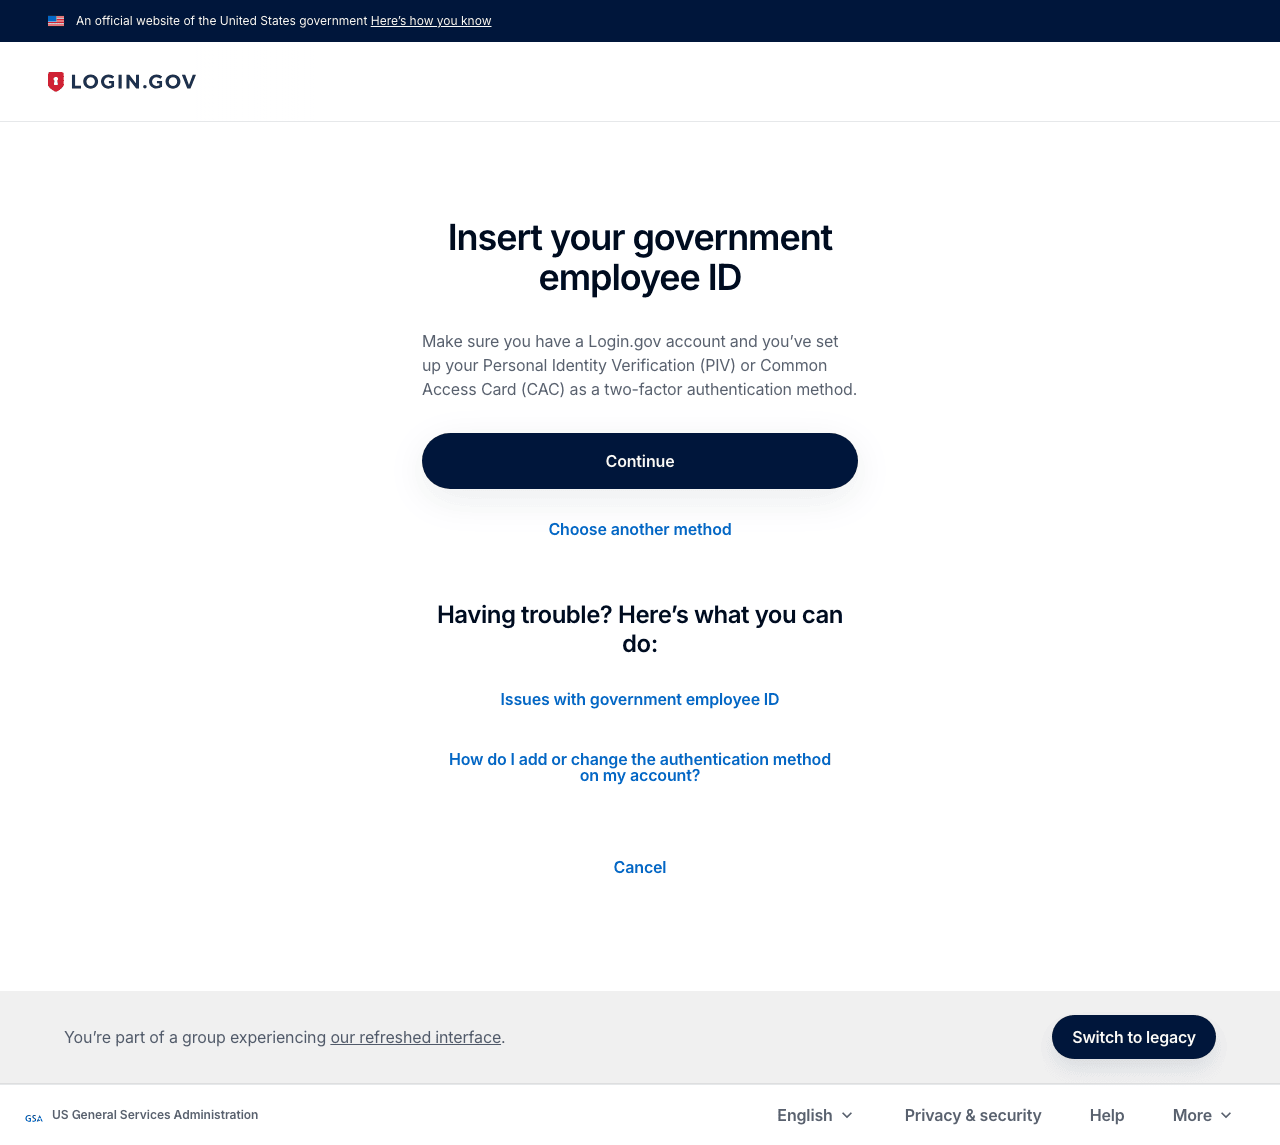 An official website of the United States government Here’s how you know
LOGIN.GOV
Insert your government
employee ID
Make sure you have a Login.gov account and you’ve set
up your Personal Identity Verification (PIV) or Common
Access Card (CAC) as a two-factor authentication method.
Continue
Choose another method
Having trouble? Here’s what you can
do:
Issues with government employee ID
How do I add or change the authentication method
on my account?
Cancel
You’re part of a group experiencing our refreshed interface.
Switch to legacy
GSA US General Services Administration
English
Privacy & security
Help
More